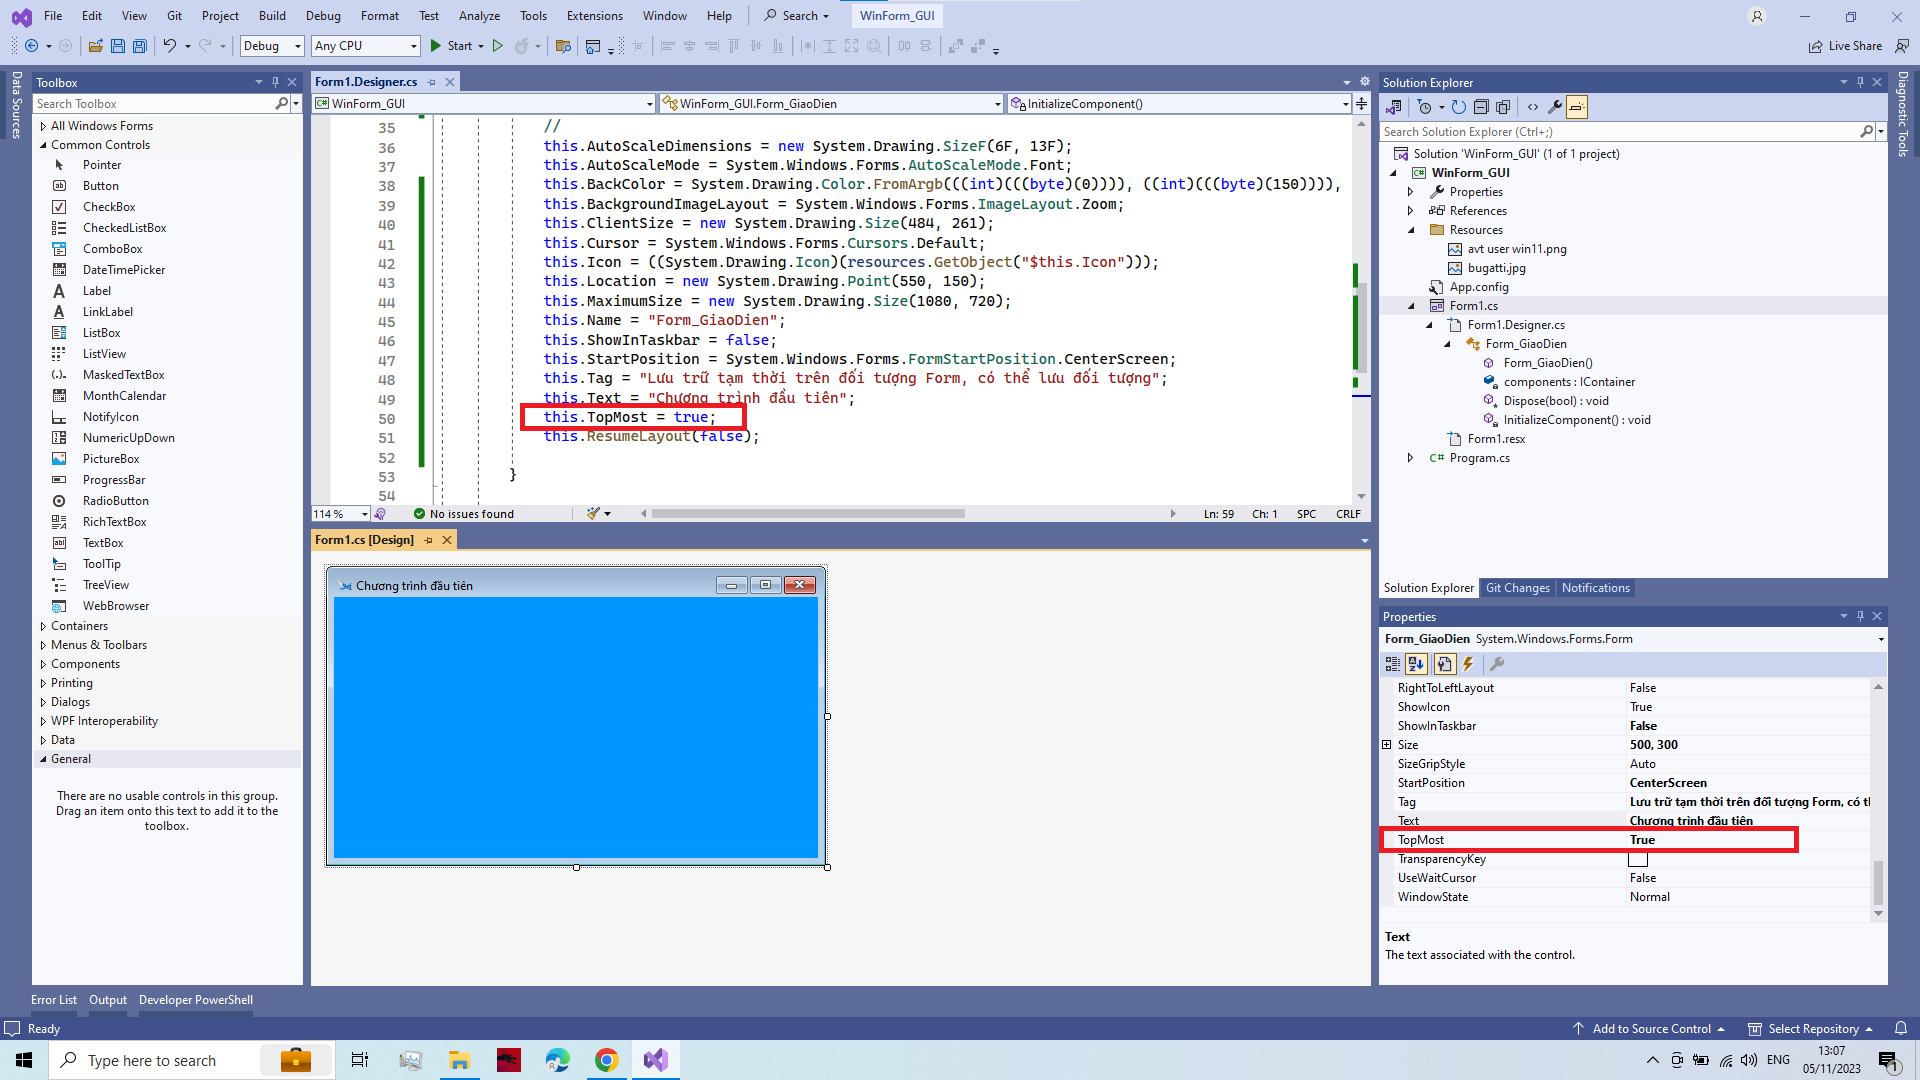 File Edit View Git Project Build Debug Format Test Analyze Tools Extensions Window Help Search WinForm_GUI
Debug Any CPU Start Live Share
Data Sources
Toolbox
Search Toolbox
All Windows Forms
Common Controls
Pointer
Button
CheckBox
CheckedListBox
ComboBox
DateTimePicker
Label
LinkLabel
ListBox
ListView
MaskedTextBox
MonthCalendar
NotifyIcon
NumericUpDown
PictureBox
ProgressBar
RadioButton
RichTextBox
TextBox
ToolTip
TreeView
WebBrowser
Containers
Menus & Toolbars
Components
Printing
Dialogs
WPF Interoperability
Data
General
There are no usable controls in this group.
Drag an item onto this text to add it to the
toolbox.
Form1.Designer.cs
WinForm_GUI WinForm_GUI.Form_GiaoDien InitializeComponent()
35 //
36 this.AutoScaleDimensions = new System.Drawing.SizeF(6F, 13F);
37 this.AutoScaleMode = System.Windows.Forms.AutoScaleMode.Font;
38 this.BackColor = System.Drawing.Color.FromArgb(((int)(((byte)(0)))), ((int)(((byte)(150)))),
39 this.BackgroundImageLayout = System.Windows.Forms.ImageLayout.Zoom;
40 this.ClientSize = new System.Drawing.Size(484, 261);
41 this.Cursor = System.Windows.Forms.Cursors.Default;
42 this.Icon = ((System.Drawing.Icon)(resources.GetObject("$this.Icon")));
43 this.Location = new System.Drawing.Point(550, 150);
44 this.MaximumSize = new System.Drawing.Size(1080, 720);
45 this.Name = "Form_GiaoDien";
46 this.ShowInTaskbar = false;
47 this.StartPosition = System.Windows.Forms.FormStartPosition.CenterScreen;
48 this.Tag = "Lưu trữ tạm thời trên đối tượng Form, có thể lưu đối tượng";
49 this.Text = "Chương trình đầu tiên";
50 this.TopMost = true;
51 this.ResumeLayout(false);
52
53 }
54
114 % No issues found Ln: 59 Ch: 1 SPC CRLF
Form1.cs [Design]
Chương trình đầu tiên
Solution Explorer
Search Solution Explorer (Ctrl+;)
Solution 'WinForm_GUI' (1 of 1 project)
C# WinForm_GUI
Properties
References
Resources
avt user win11.png
bugatti.jpg
App.config
Form1.cs
Form1.Designer.cs
Form_GiaoDien
Form_GiaoDien()
components : IContainer
Dispose(bool) : void
InitializeComponent() : void
Form1.resx
C# Program.cs
Solution Explorer Git Changes Notifications
Properties
Form_GiaoDien System.Windows.Forms.Form
RightToLeftLayout False
ShowIcon True
ShowInTaskbar False
Size 500, 300
SizeGripStyle Auto
StartPosition CenterScreen
Tag Lưu trữ tạm thời trên đối tượng Form, có th
Text Chương trình đầu tiên
TopMost True
TransparencyKey
UseWaitCursor False
WindowState Normal
Text
The text associated with the control.
Diagnostic Tools
Error List Output Developer PowerShell
Ready Add to Source Control Select Repository
Type here to search ENG 13:07
05/11/2023
1